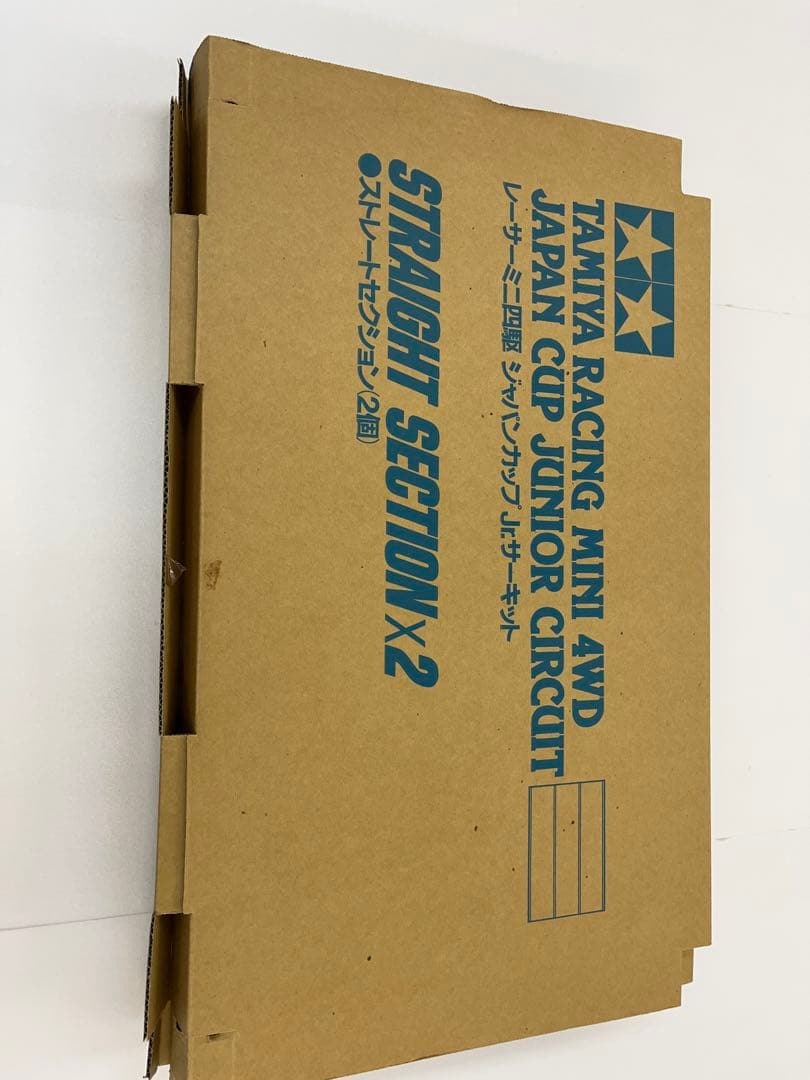 TAMIYA RACING MINI 4WD
JAPAN CUP JUNIOR CIRCUIT
レーサーミニ四駆 ジャパンカップ Jr.サーキット
STRAIGHT SECTION×2
●ストレートセクション(2個)